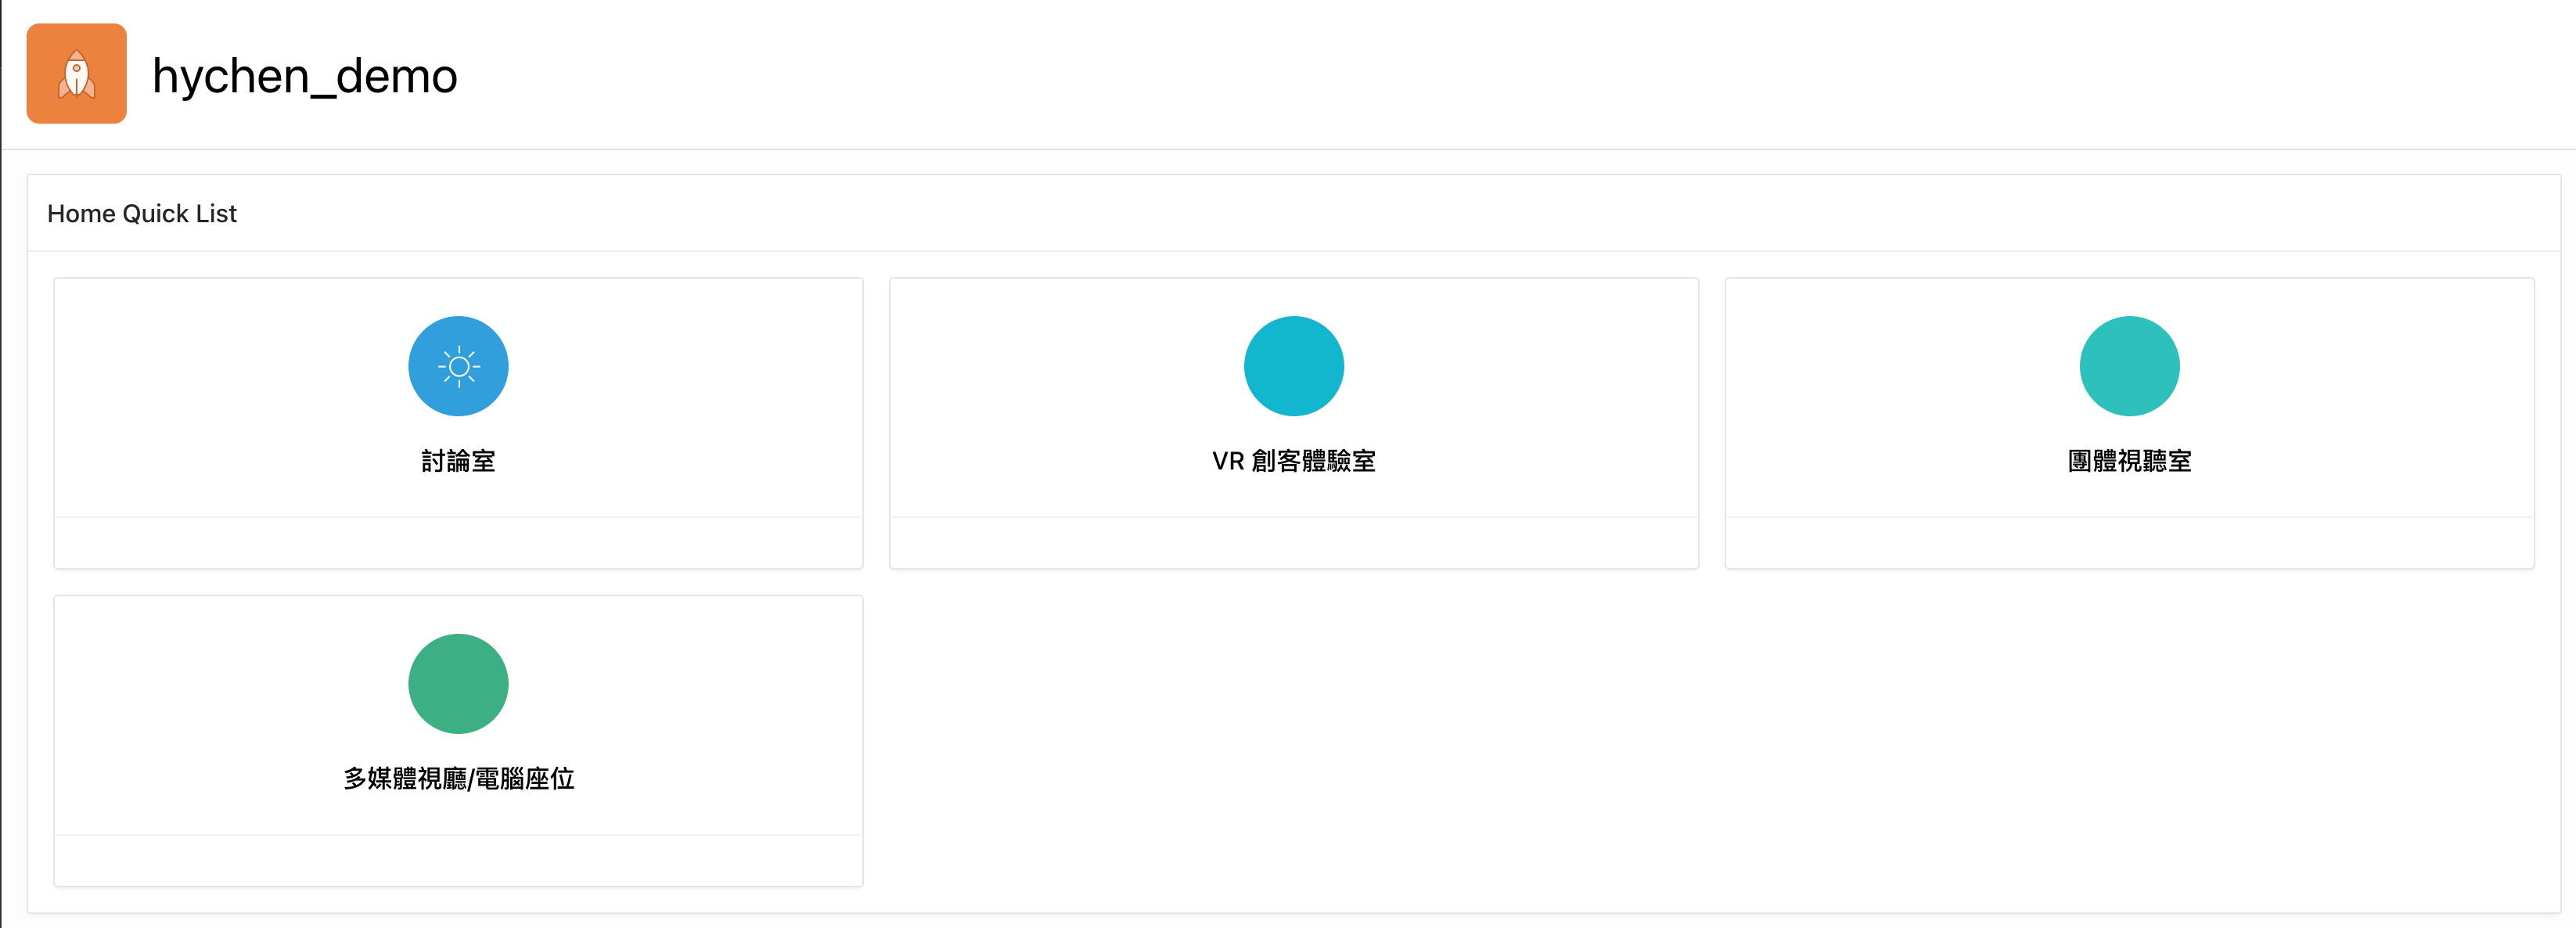 hychen_demo
Home Quick List
討論室
VR 創客體驗室
團體視聽室
多媒體視廳/電腦座位